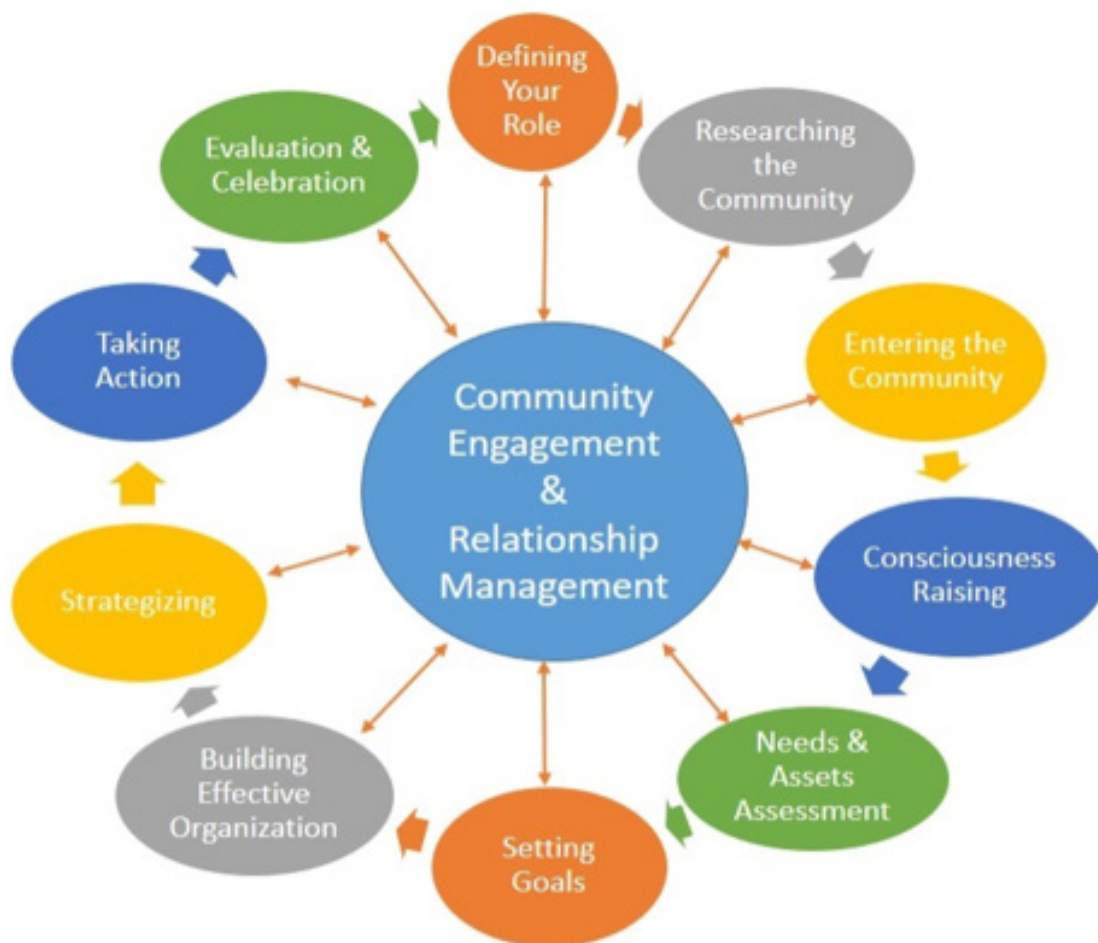 Defining
Your
Role
Researching
the
Community
Entering the
Community
Consciousness
Raising
Needs &
Assets
Assessment
Setting
Goals
Building
Effective
Organization
Strategizing
Taking
Action
Evaluation &
Celebration
Community
Engagement
&
Relationship
Management